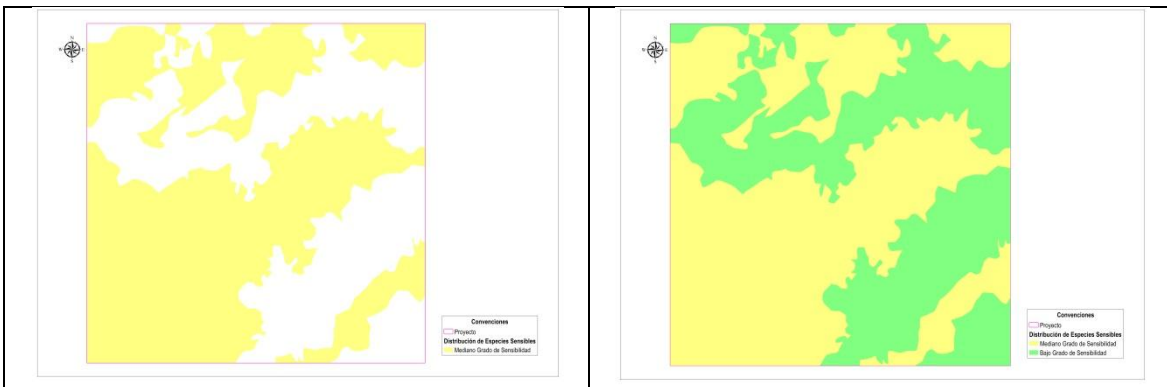 N
W E
S
Convenciones
Proyecto
Distribución de Especies Sensibles
Mediano Grado de Sensibilidad
N
W E
S
Convenciones
Proyecto
Distribución de Especies Sensibles
Mediano Grado de Sensibilidad
Bajo Grado de Sensibilidad